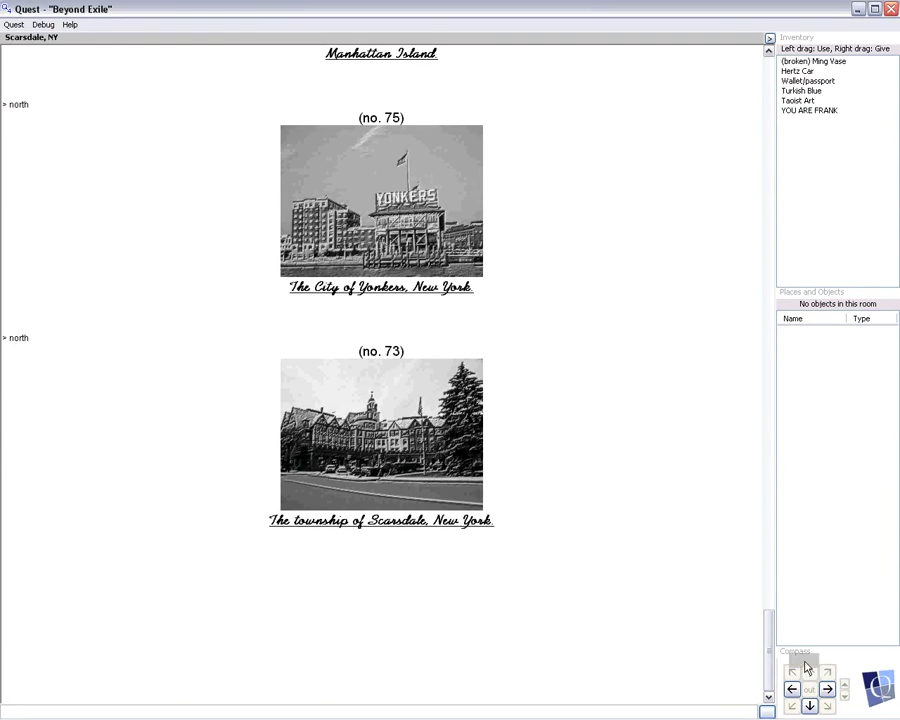 Quest - "Beyond Exile"
Quest Debug Help
Scarsdale, NY
Manhattan Island.
> north
(no. 75)
YONKERS
The City of Yonkers, New York.
> north
(no. 73)
The township of Scarsdale, New York.
>
Inventory
Left drag: Use, Right drag: Give
(broken) Ming Vase
Hertz Car
Wallet/passport
Turkish Blue
Taoist Art
YOU ARE FRANK
Places and Objects
No objects in this room
Name Type
Compass
out